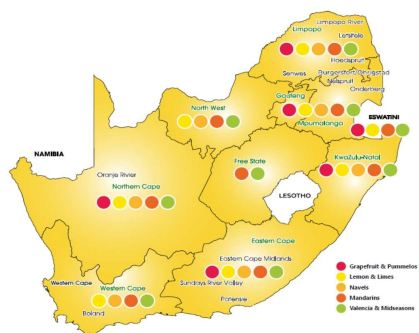 Limpopo River
Limpopo
Letsitele
Hoedspruit
Senwes
Burgersfort/Ohrigstad
Nelspruit
Onderberg
Gauteng
Mpumalanga
North West
ESWATINI
NAMIBIA
Free State
KwaZulu-Natal
Oranje Rivier
Northern Cape
LESOTHO
Eastern Cape
Eastern Cape Midlands
Western Cape
Western Cape
Sundays River Valley
Boland
Patensie
Grapefruit & Pummelos
Lemon & Limes
Navels
Mandarins
Valencia & Midseasons